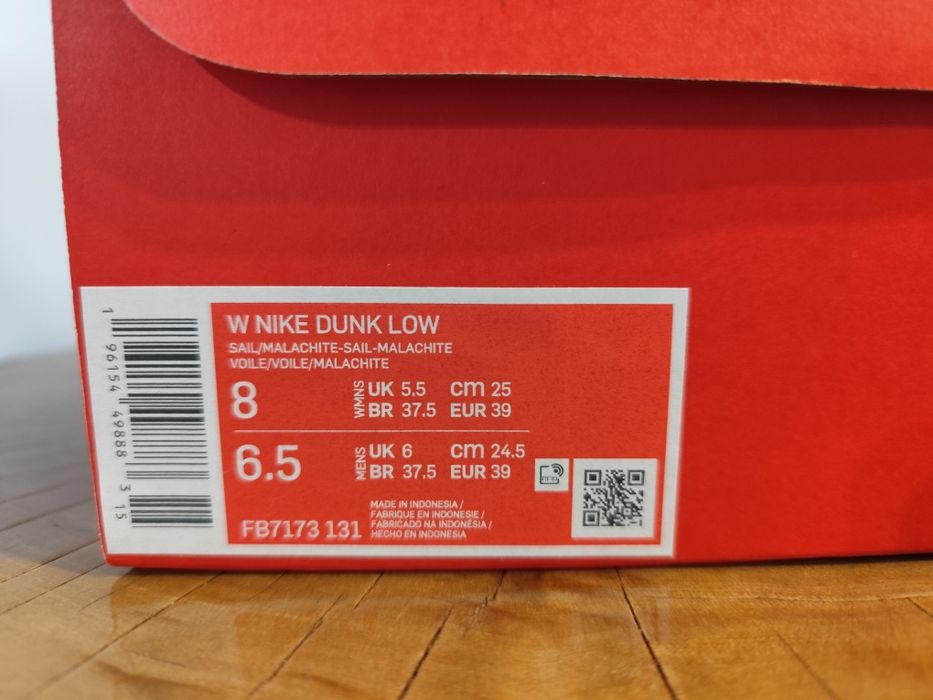 W NIKE DUNK LOW
SAIL/MALACHITE-SAIL-MALACHITE
VOILE/VOILE/MALACHITE
8 WMNS UK 5.5 cm 25
BR 37.5 EUR 39
6.5 MENS UK 6 cm 24.5
BR 37.5 EUR 39
FB7173 131
MADE IN INDONESIA /
FABRIQUE EN INDONESIE /
FABRICADO NA INDONÉSIA /
HECHO EN INDONESIA
1 96154 49888 3 15